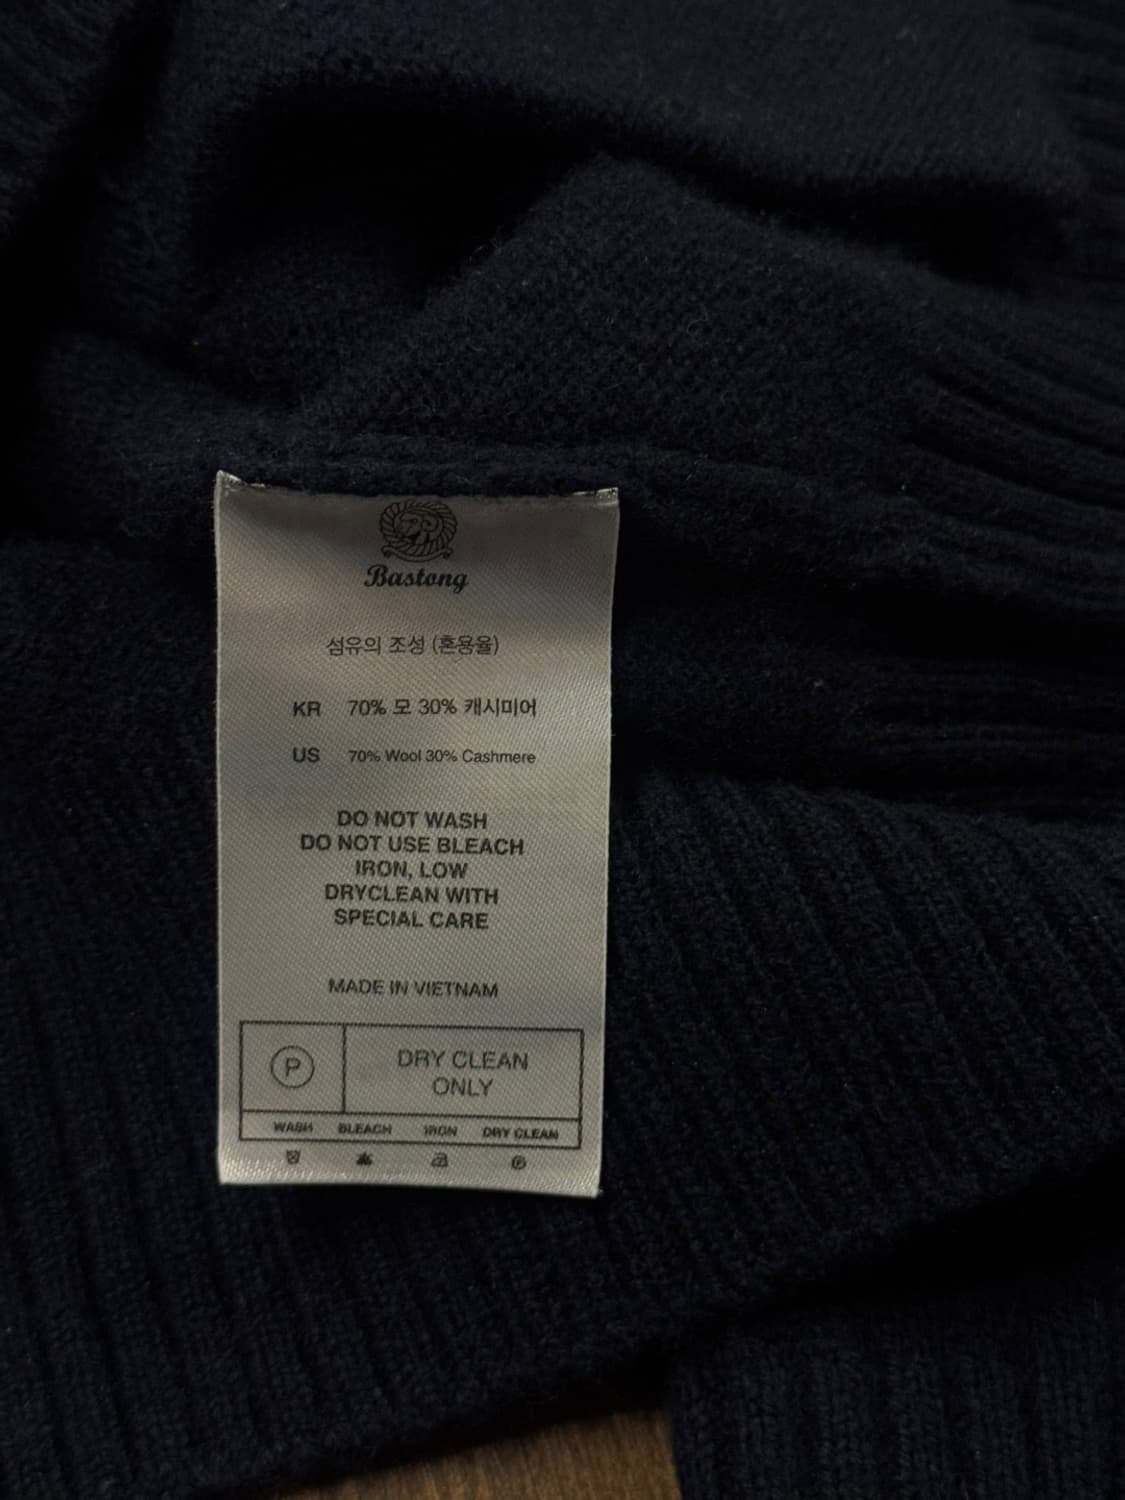 Bastong
섬유의 조성 (혼용율)
KR 70% 모 30% 캐시미어
US 70% Wool 30% Cashmere
DO NOT WASH
DO NOT USE BLEACH
IRON, LOW
DRYCLEAN WITH
SPECIAL CARE
MADE IN VIETNAM
P DRY CLEAN
ONLY
WASH BLEACH IRON DRY CLEAN